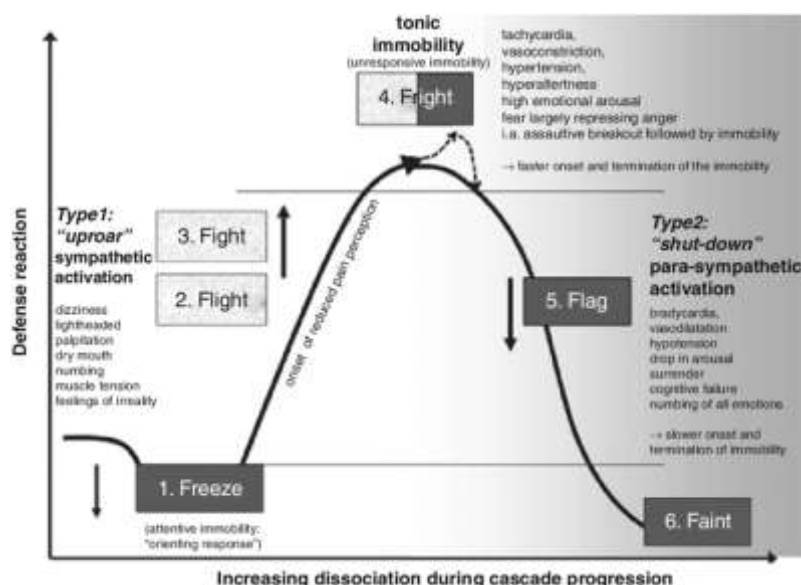 tonic
immobility
(unresponsive immobility)
4. Fright
tachycardia,
vasoconstriction,
hypertension,
hyperaltertness
high emotional arousal
fear largely repressing anger
i.a. assaultive breakout followed by immobility
→ faster onset and termination of the immobility
Defense reaction
Type1:
"uproar"
sympathetic
activation
dizziness
lightheaded
palpitation
dry mouth
numbing
muscle tension
feelings of irreality
3. Fight
2. Flight
onset of reduced pain perception
5. Flag
Type2:
"shut-down"
para-sympathetic
activation
bradycardia,
vasodilatation
hypotension
drop in arousal
surrender
cognitive failure
numbing of all emotions
→ slower onset and
termination of immobility
1. Freeze
(attentive immobility:
"orienting response")
6. Faint
Increasing dissociation during cascade progression